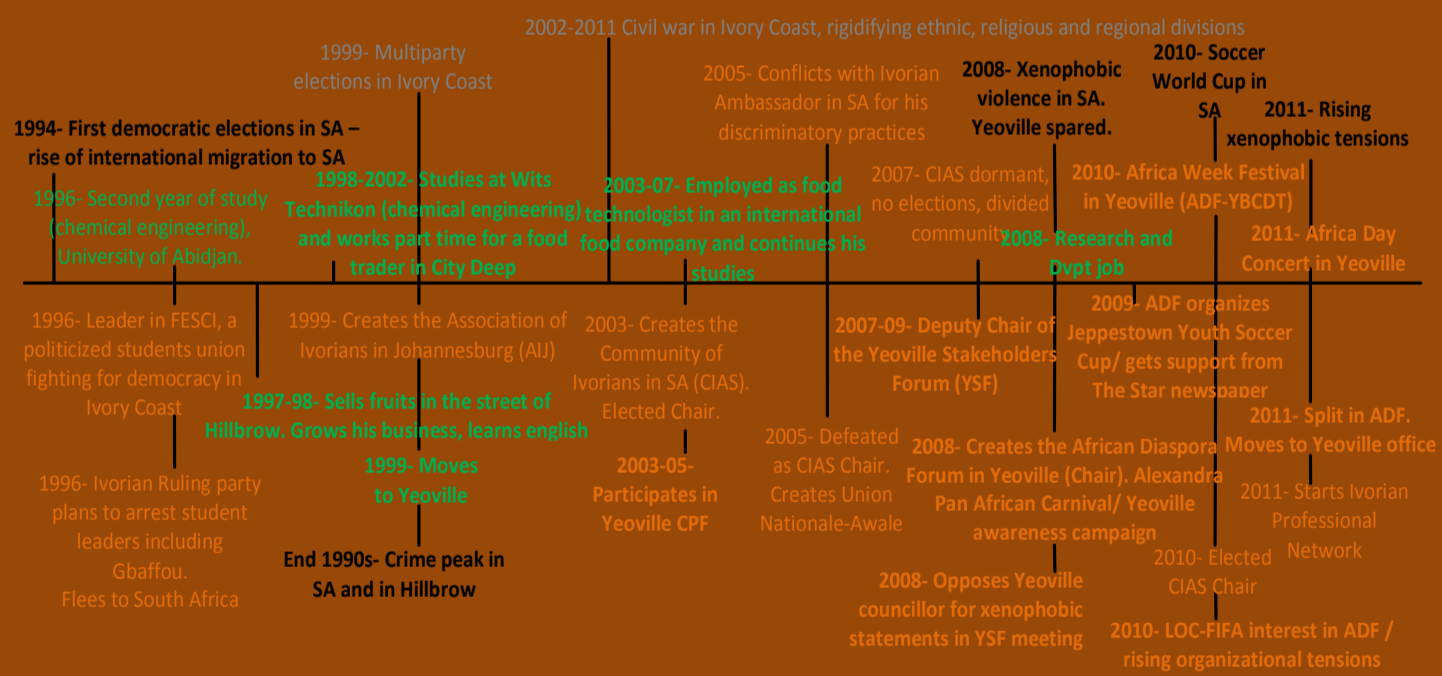 2002-2011 Civil war in Ivory Coast, rigidifying ethnic, religious and regional divisions
1999- Multiparty
elections in Ivory Coast
2005- Conflicts with Ivorian
Ambassador in SA for his
discriminatory practices
2008- Xenophobic
violence in SA.
Yeoville spared.
2010- Soccer
World Cup in
SA
2011- Rising
xenophobic tensions
1994- First democratic elections in SA –
rise of international migration to SA
1996- Second year of study
(chemical engineering),
University of Abidjan.
1998-2002- Studies at Wits
Technikon (chemical engineering)
and works part time for a food
trader in City Deep
2003-07- Employed as food
technologist in an international
food company and continues his
studies
2007- CIAS dormant,
no elections, divided
community
2008- Research and
Dvpt job
2010- Africa Week Festival
in Yeoville (ADF-YBCDT)
2011- Africa Day
Concert in Yeoville
1996- Leader in FESCI, a
politicized students union
fighting for democracy in
Ivory Coast
1999- Creates the Association of
Ivorians in Johannesburg (AIJ)
2003- Creates the
Community of
Ivorians in SA (CIAS).
Elected Chair.
2007-09- Deputy Chair of
the Yeoville Stakeholders
Forum (YSF)
2009- ADF organizes
Jeppestown Youth Soccer
Cup/ gets support from
The Star newspaper
1997-98- Sells fruits in the street of
Hillbrow. Grows his business, learns english
2011- Split in ADF.
Moves to Yeoville office
1999- Moves
to Yeoville
2003-05-
Participates in
Yeoville CPF
2005- Defeated
as CIAS Chair.
Creates Union
Nationale-Awale
2008- Creates the African Diaspora
Forum in Yeoville (Chair). Alexandra
Pan African Carnival/ Yeoville
awareness campaign
2011- Starts Ivorian
Professional
Network
1996- Ivorian Ruling party
plans to arrest student
leaders including
Gbaffou.
Flees to South Africa
End 1990s- Crime peak in
SA and in Hillbrow
2010- Elected
CIAS Chair
2008- Opposes Yeoville
councillor for xenophobic
statements in YSF meeting
2010- LOC-FIFA interest in ADF /
rising organizational tensions